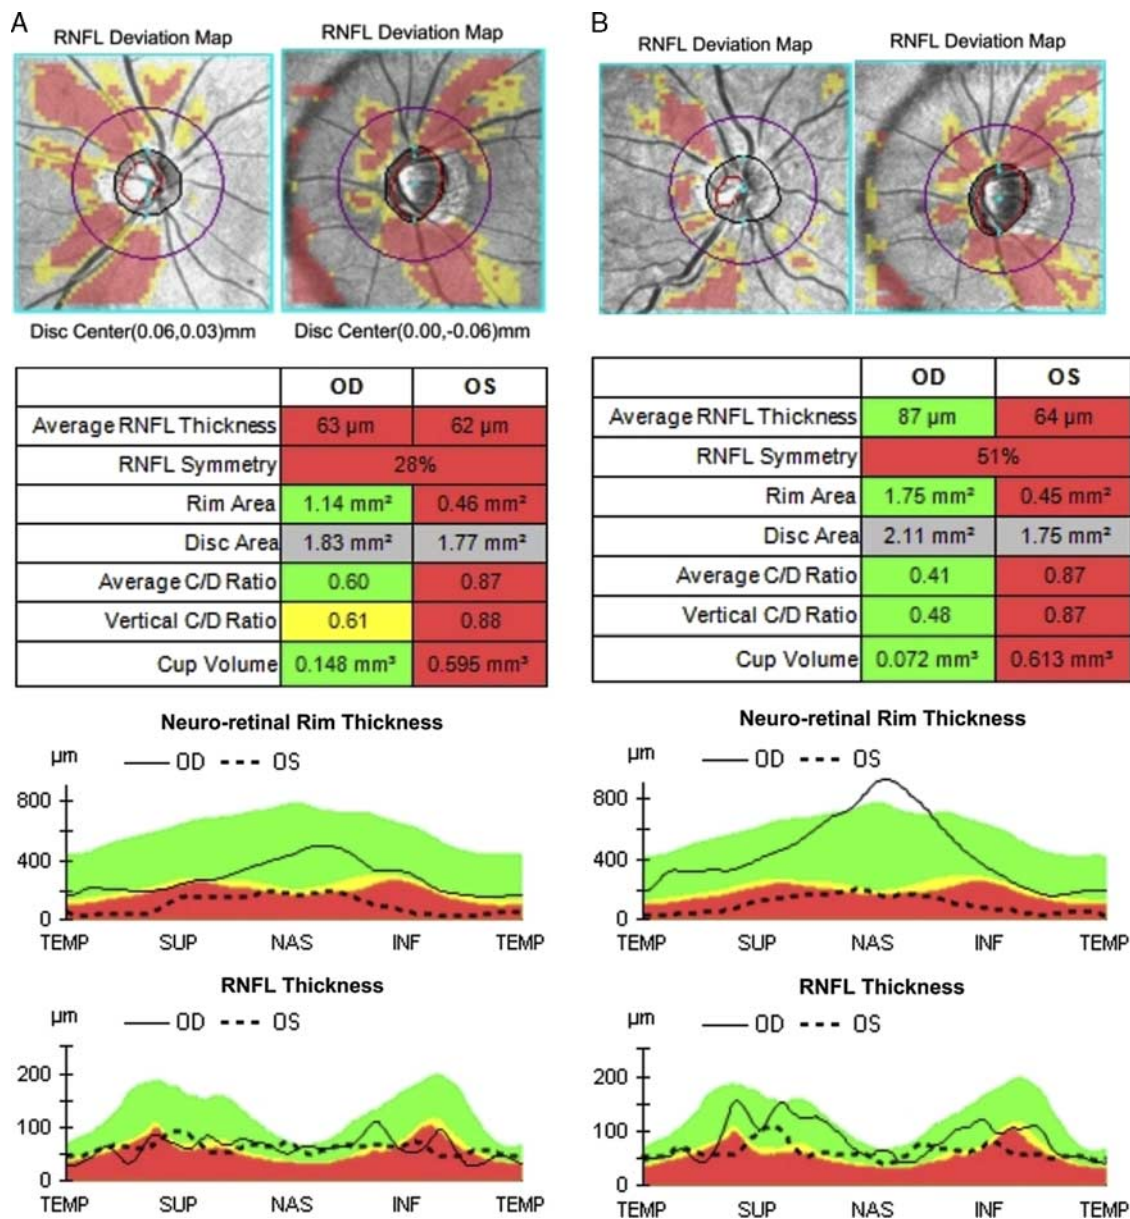 A
RNFL Deviation Map
RNFL Deviation Map
Disc Center(0.06,0.03)mm
Disc Center(0.00,-0.06)mm
OD OS
Average RNFL Thickness 63 µm 62 µm
RNFL Symmetry 28%
Rim Area 1.14 mm² 0.46 mm²
Disc Area 1.83 mm² 1.77 mm²
Average C/D Ratio 0.60 0.87
Vertical C/D Ratio 0.61 0.88
Cup Volume 0.148 mm³ 0.595 mm³
Neuro-retinal Rim Thickness
µm OD OS
800
400
0
TEMP SUP NAS INF TEMP
RNFL Thickness
µm OD OS
200
100
0
TEMP SUP NAS INF TEMP
B
RNFL Deviation Map
RNFL Deviation Map
OD OS
Average RNFL Thickness 87 µm 64 µm
RNFL Symmetry 51%
Rim Area 1.75 mm² 0.45 mm²
Disc Area 2.11 mm² 1.75 mm²
Average C/D Ratio 0.41 0.87
Vertical C/D Ratio 0.48 0.87
Cup Volume 0.072 mm³ 0.613 mm³
Neuro-retinal Rim Thickness
µm OD OS
800
400
0
TEMP SUP NAS INF TEMP
RNFL Thickness
µm OD OS
200
100
0
TEMP SUP NAS INF TEMP